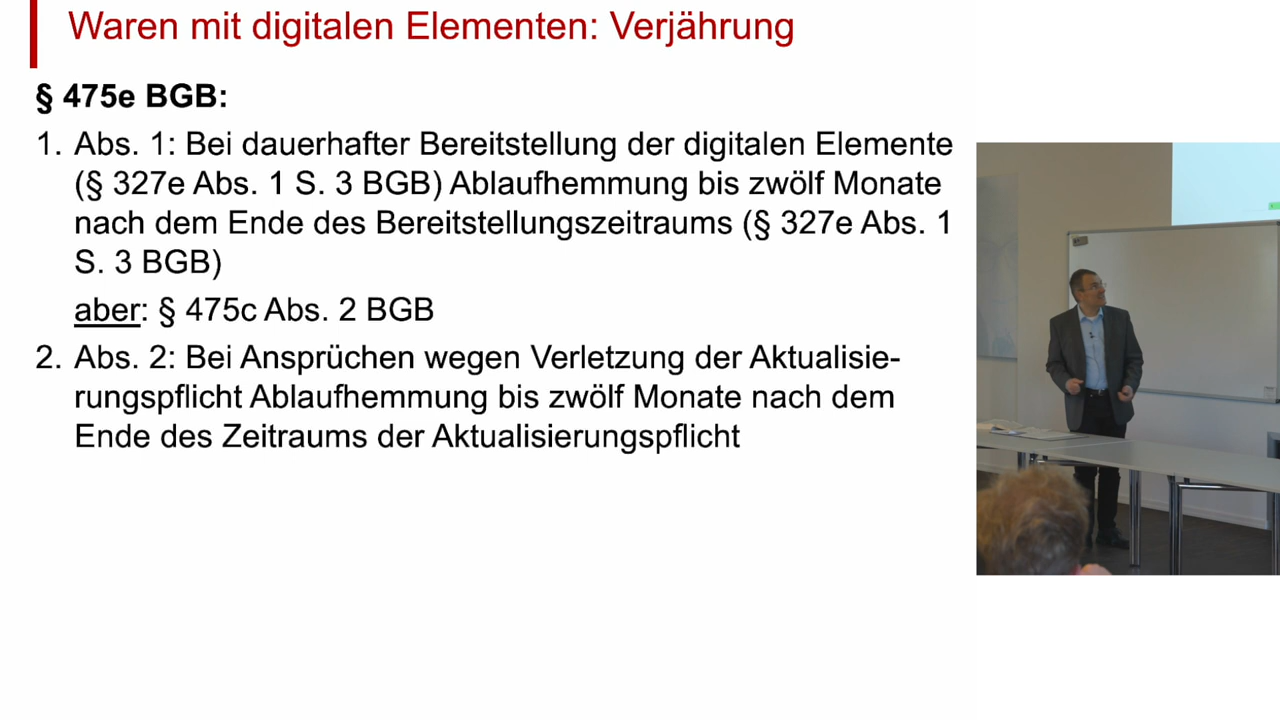 Waren mit digitalen Elementen: Verjährung
§ 475e BGB:
1. Abs. 1: Bei dauerhafter Bereitstellung der digitalen Elemente
(§ 327e Abs. 1 S. 3 BGB) Ablaufhemmung bis zwölf Monate
nach dem Ende des Bereitstellungszeitraums (§ 327e Abs. 1
S. 3 BGB)
aber: § 475c Abs. 2 BGB
2. Abs. 2: Bei Ansprüchen wegen Verletzung der Aktualisie-
rungspflicht Ablaufhemmung bis zwölf Monate nach dem
Ende des Zeitraums der Aktualisierungspflicht